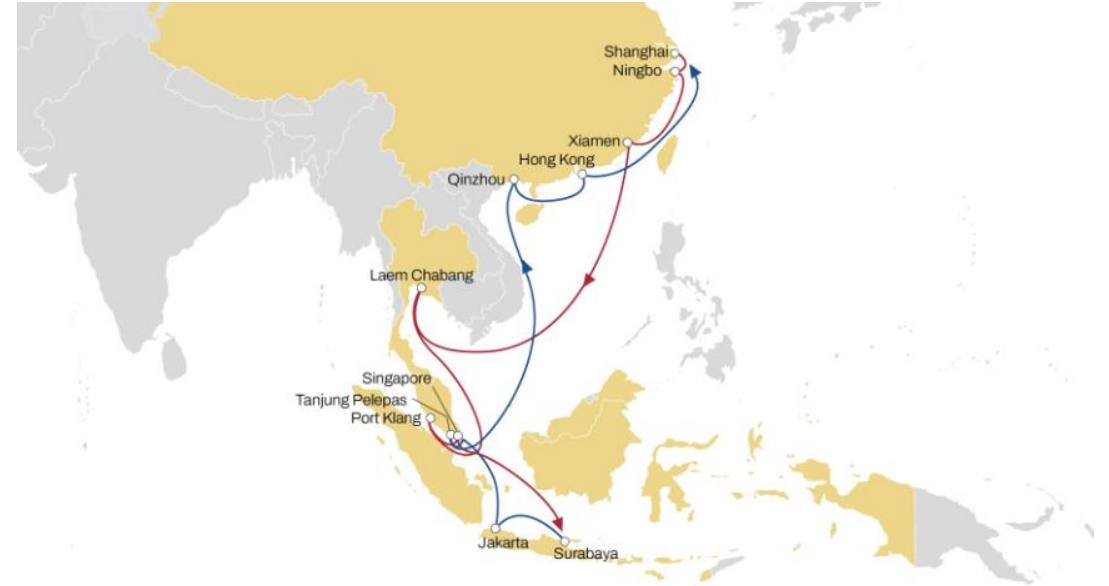 Shanghai
Ningbo
Xiamen
Hong Kong
Qinzhou
Laem Chabang
Singapore
Tanjung Pelepas
Port Klang
Jakarta
Surabaya